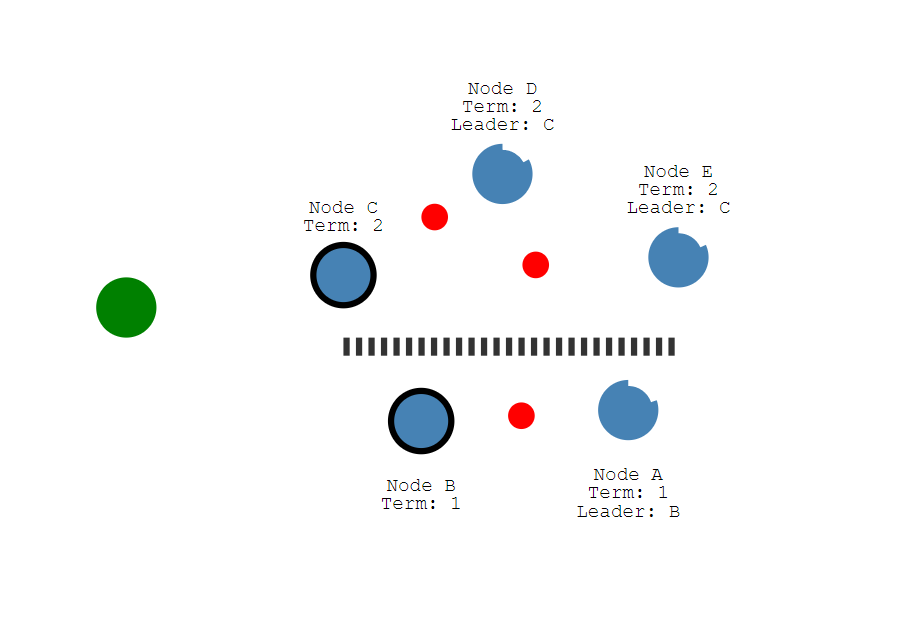 Node D
Term: 2
Leader: C
Node E
Term: 2
Leader: C
Node C
Term: 2
Node B
Term: 1
Node A
Term: 1
Leader: B